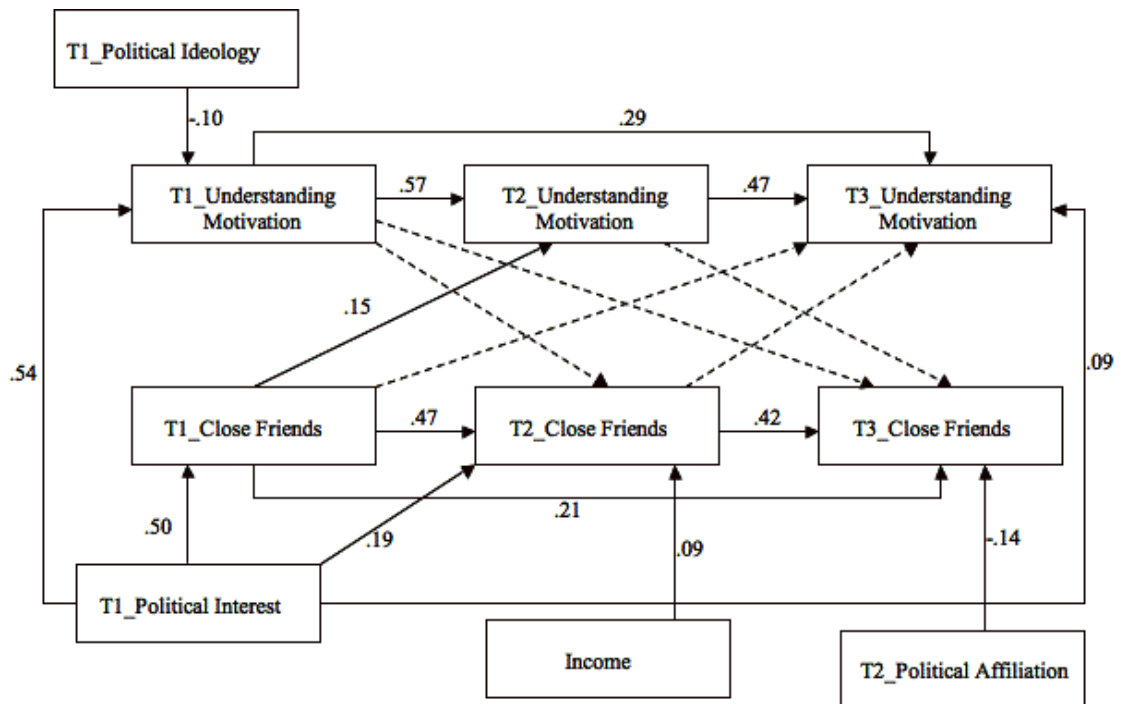 T1_Political Ideology
-.10
.29
T1_Understanding
Motivation
.57
T2_Understanding
Motivation
.47
T3_Understanding
Motivation
.15
.54
.09
T1_Close Friends
.47
T2_Close Friends
.42
T3_Close Friends
.21
.50
.19
.09
-.14
T1_Political Interest
Income
T2_Political Affiliation